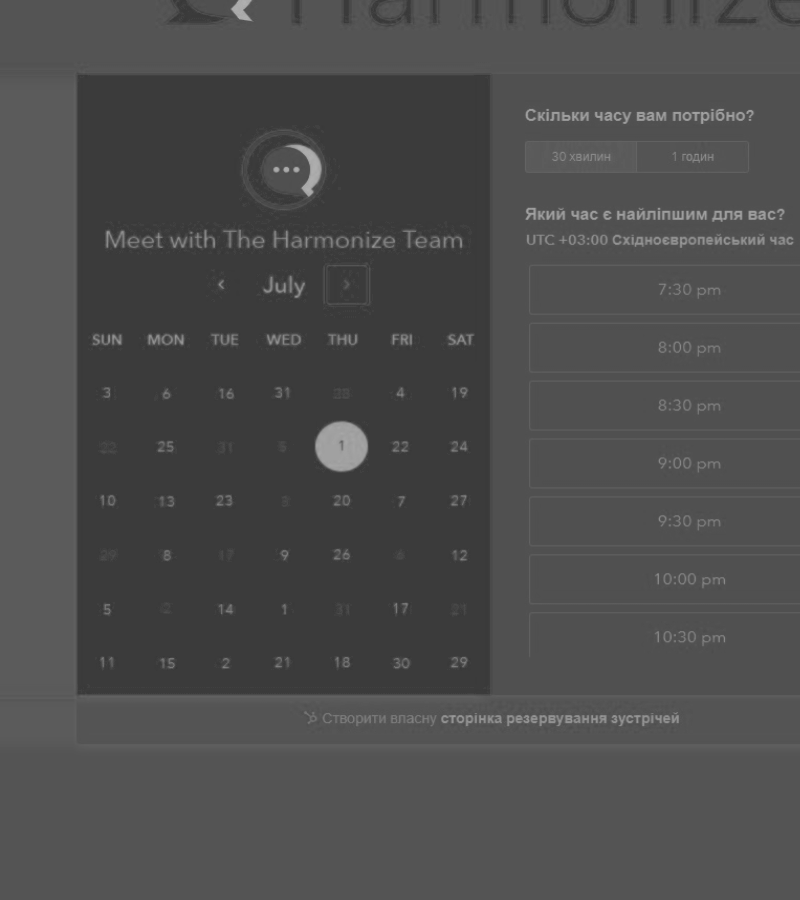 Harmonize
Meet with The Harmonize Team
July
SUN MON TUE WED THU FRI SAT
3 6 16 31 4 19
22 25 31 1 22 24
10 13 23 20 7 27
29 8 17 9 26 12
5 14 1 31 17 21
11 15 2 21 18 30 29
Скільки часу вам потрібно?
30 хвилин 1 годин
Який час є найліпшим для вас?
UTC +03:00 Східноєвропейський час
7:30 pm
8:00 pm
8:30 pm
9:00 pm
9:30 pm
10:00 pm
10:30 pm
Створити власну сторінка резервування зустрічей